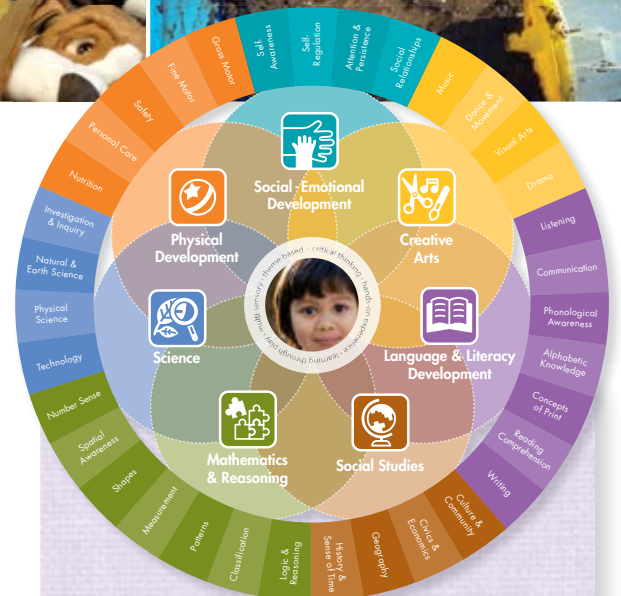 Self-
Awareness
Self-
Regulation
Attention &
Persistence
Social
Relationships
Music
Dance &
Movement
Visual Arts
Drama
Listening
Communication
Phonological
Awareness
Alphabetic
Knowledge
Concepts
of Print
Reading
Comprehension
Writing
Culture &
Community
Civics &
Economics
Geography
History &
Sense of Time
Logic &
Reasoning
Classification
Patterns
Measurement
Shapes
Spatial
Awareness
Number Sense
Technology
Physical
Science
Natural &
Earth Science
Investigation
& Inquiry
Nutrition
Personal Care
Safety
Fine Motor
Gross Motor
Social-Emotional
Development
Creative
Arts
Language & Literacy
Development
Social Studies
Mathematics
& Reasoning
Science
Physical
Development
multi-sensory • theme-based • critical thinking • hands-on experience • learning through play •